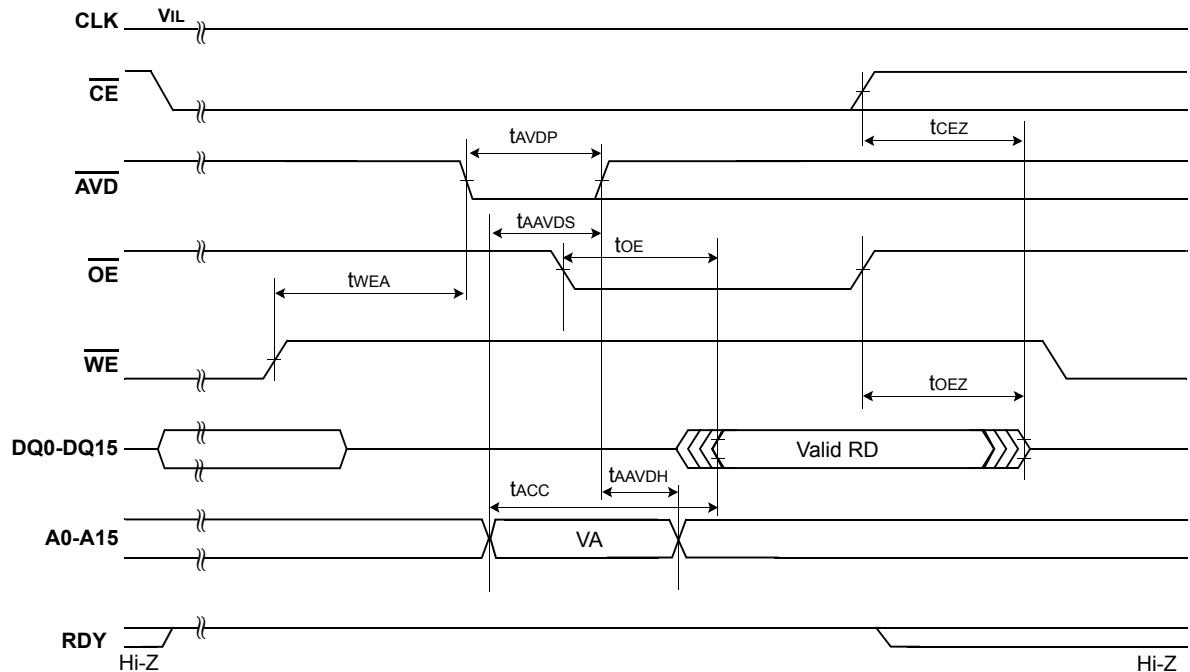 CLK VIL
CE
tCEZ
tAVDP
AVD
tAAVDS
tOE
OE
tWEA
WE
tOEZ
DQ0-DQ15 Valid RD
tAAVDH
tACC
A0-A15 VA
RDY
Hi-Z Hi-Z